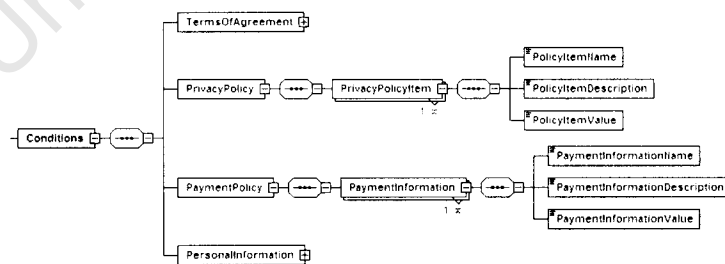 TermsOfAgreement
PolicyItemName
PrivacyPolicy
PrivacyPolicyItem
PolicyItemDescription
1
PolicyItemValue
Conditions
PaymentInformationName
PaymentPolicy
PaymentInformation
PaymentInformationDescription
1
PaymentInformationValue
PersonalInformation